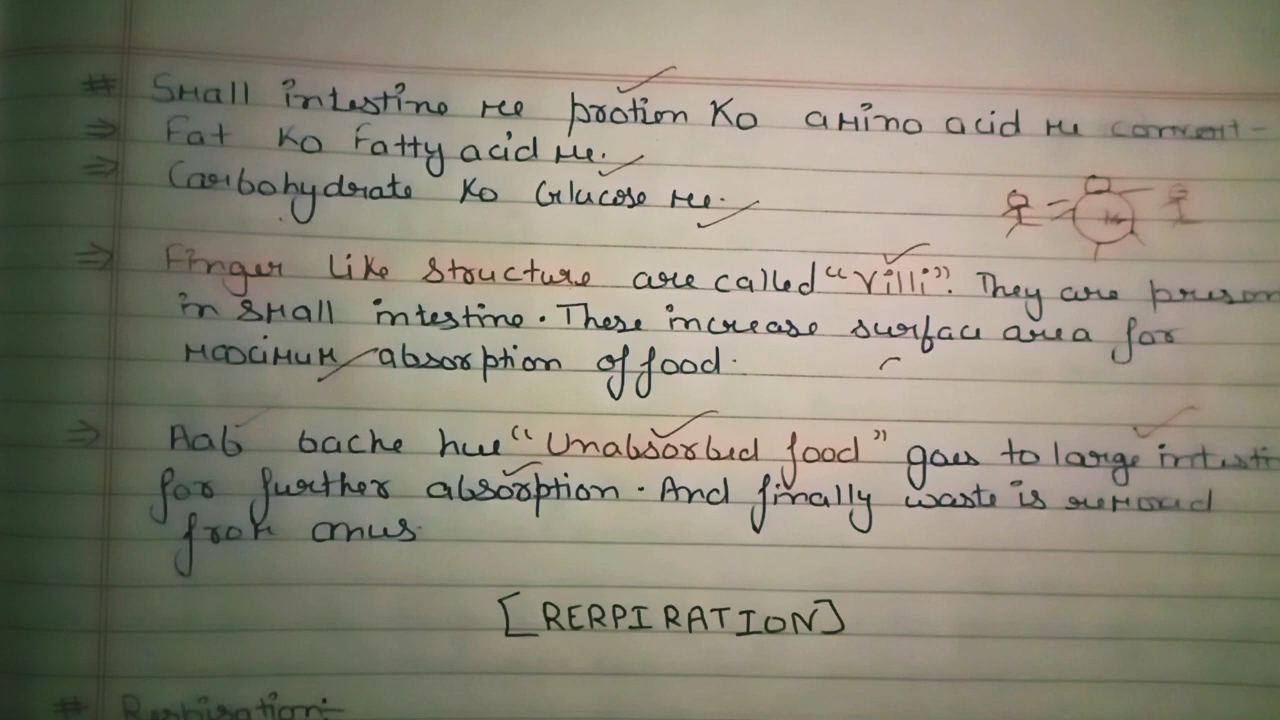 # Small intestine me protion ko amino acid me convert-
⇒ Fat ko Fatty acid me.
⇒ Carbohydrate ko Glucose me.
⇒ Finger like structure are called "Villi". They are presen
in small intestine. These increase surface area for
maximum absorption of food.
⇒ Aab bache hue "Unabsorbed food" goes to large intesti
for further absorption. And finally waste is removed
from anus.
[RERPIRATION]
# Rerpiration:-